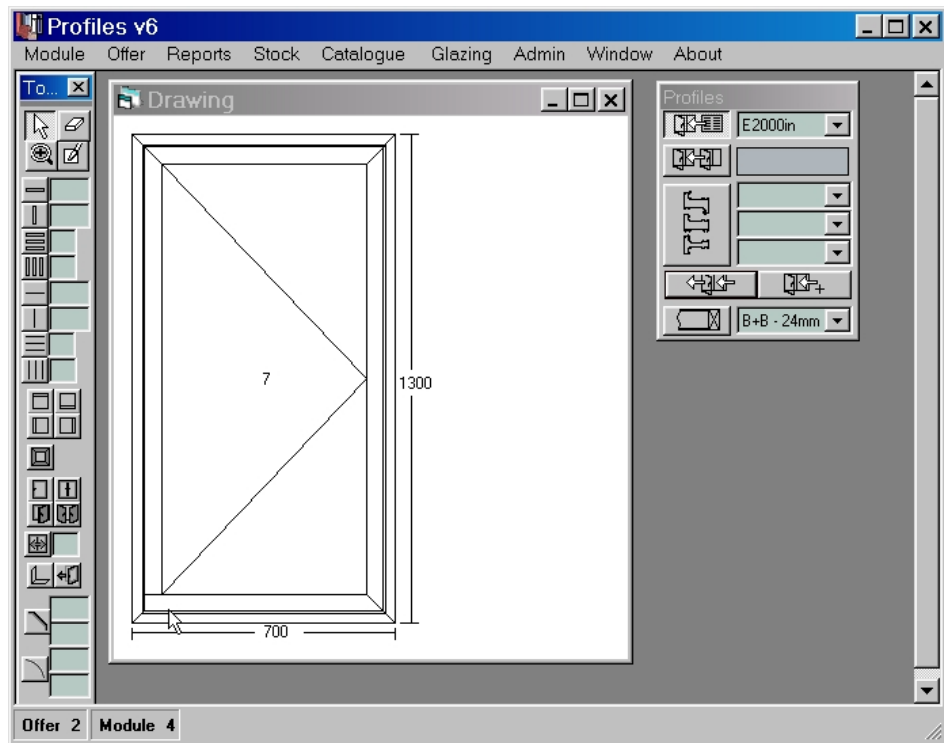 Profiles v6
Module Offer Reports Stock Catalogue Glazing Admin Window About
To...
Drawing
Profiles
E2000in
B+B - 24mm
7
1300
700
Offer 2 Module 4